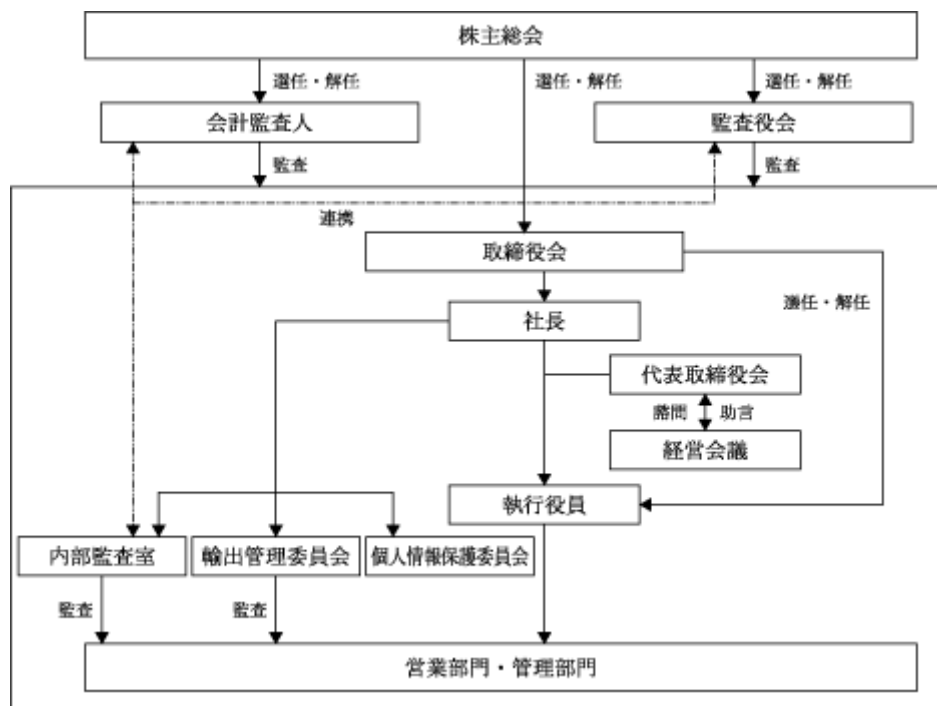 株主総会
選任・解任
選任・解任
選任・解任
会計監査人
監査役会
監査
監査
連携
取締役会
選任・解任
社長
代表取締役会
諮問
助言
経営会議
執行役員
内部監査室
輸出管理委員会
個人情報保護委員会
監査
監査
営業部門・管理部門